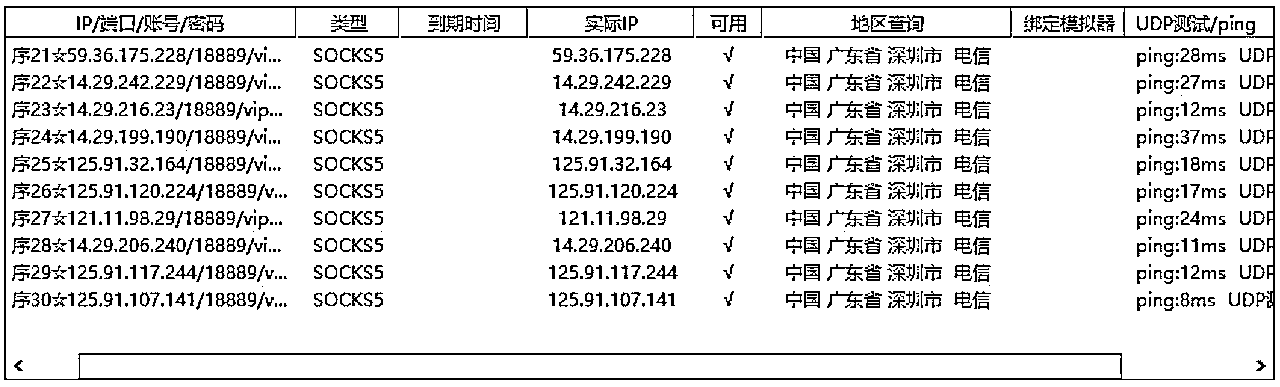 IP/端口/账号/密码 类型 到期时间 实际IP 可用 地区查询 绑定模拟器 UDP测试/ping
序21☆59.36.175.228/18889/vi... SOCKS5 59.36.175.228 √ 中国 广东省 深圳市 电信 ping:28ms UDP
序22☆14.29.242.229/18889/vi... SOCKS5 14.29.242.229 √ 中国 广东省 深圳市 电信 ping:27ms UDP
序23☆14.29.216.23/18889/vip... SOCKS5 14.29.216.23 √ 中国 广东省 深圳市 电信 ping:12ms UDP
序24☆14.29.199.190/18889/vi... SOCKS5 14.29.199.190 √ 中国 广东省 深圳市 电信 ping:37ms UDP
序25☆125.91.32.164/18889/vi... SOCKS5 125.91.32.164 √ 中国 广东省 深圳市 电信 ping:18ms UDP
序26☆125.91.120.224/18889/v... SOCKS5 125.91.120.224 √ 中国 广东省 深圳市 电信 ping:17ms UDP
序27☆121.11.98.29/18889/vip... SOCKS5 121.11.98.29 √ 中国 广东省 深圳市 电信 ping:24ms UDP
序28☆14.29.206.240/18889/vi... SOCKS5 14.29.206.240 √ 中国 广东省 深圳市 电信 ping:11ms UDP
序29☆125.91.117.244/18889/v... SOCKS5 125.91.117.244 √ 中国 广东省 深圳市 电信 ping:12ms UDP
序30☆125.91.107.141/18889/v... SOCKS5 125.91.107.141 √ 中国 广东省 深圳市 电信 ping:8ms UDP